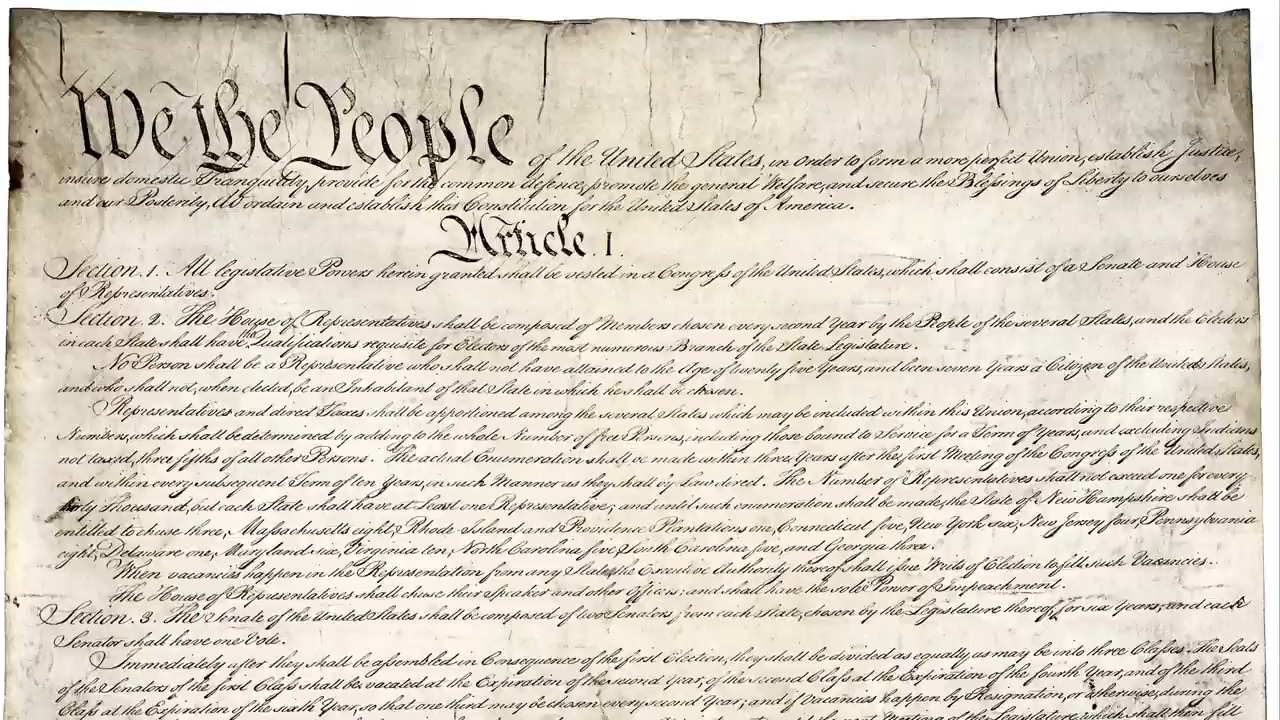 We the People of the United States, in Order to form a more perfect Union, establish Justice,
insure domestic Tranquility, provide for the common defence, promote the general Welfare, and secure the Blessings of Liberty to ourselves
and our Posterity, do ordain and establish this Constitution for the United States of America.
Article. I.
Section. 1. All legislative Powers herein granted shall be vested in a Congress of the United States, which shall consist of a Senate and House
of Representatives.
Section. 2. The House of Representatives shall be composed of Members chosen every second Year by the People of the several States, and the Electors
in each State shall have the Qualifications requisite for Electors of the most numerous Branch of the State Legislature.
No Person shall be a Representative who shall not have attained to the Age of twenty five Years, and been seven Years a Citizen of the United States,
and who shall not, when elected, be an Inhabitant of that State in which he shall be chosen.
Representatives and direct Taxes shall be apportioned among the several States which may be included within this Union, according to their respective
Numbers, which shall be determined by adding to the whole Number of free Persons, including those bound to Service for a Term of Years, and excluding Indians
not taxed, three fifths of all other Persons. The actual Enumeration shall be made within three Years after the first Meeting of the Congress of the United States,
and within every subsequent Term of ten Years, in such Manner as they shall by Law direct. The Number of Representatives shall not exceed one for every
thirty Thousand, but each State shall have at Least one Representative; and until such enumeration shall be made, the State of New Hampshire shall be
entitled to chuse three, Massachusetts eight, Rhode-Island and Providence Plantations one, Connecticut five, New York six, New Jersey four, Pennsylvania
eight, Delaware one, Maryland six, Virginia ten, North Carolina five, South Carolina five, and Georgia three.
When vacancies happen in the Representation from any State, the Executive Authority thereof shall issue Writs of Election to fill such Vacancies.
The House of Representatives shall chuse their Speaker and other Officers; and shall have the sole Power of Impeachment.
Section. 3. The Senate of the United States shall be composed of two Senators from each State, chosen by the Legislature thereof, for six Years; and each
Senator shall have one Vote.
Immediately after they shall be assembled in Consequence of the first Election, they shall be divided as equally as may be into three Classes. The Seats
of the Senators of the first Class shall be vacated at the Expiration of the second Year, of the second Class at the Expiration of the fourth Year, and of the third
Class at the Expiration of the sixth Year, so that one third may be chosen every second Year; and if Vacancies happen by Resignation, or otherwise, during the
Meeting of the Legislature, which shall then fill